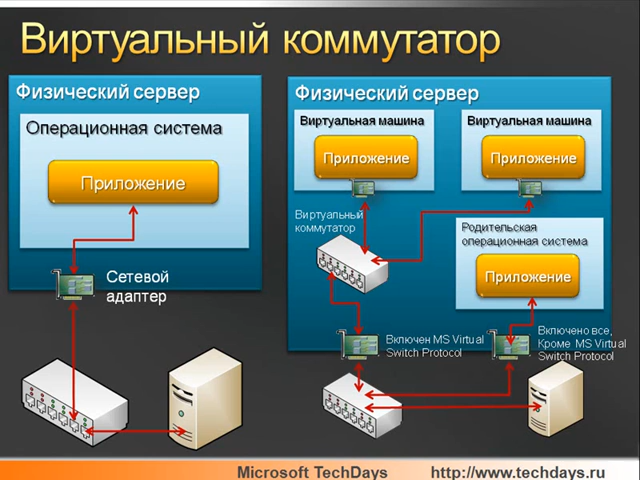 Виртуальный коммутатор
Физический сервер
Операционная система
Приложение
Сетевой
адаптер
Физический сервер
Виртуальная машина
Приложение
Виртуальная машина
Приложение
Виртуальный
коммутатор
Родительская
операционная система
Приложение
Включен MS Virtual
Switch Protocol
Включено все,
Кроме MS Virtual
Switch Protocol
Microsoft TechDays
http://www.techdays.ru